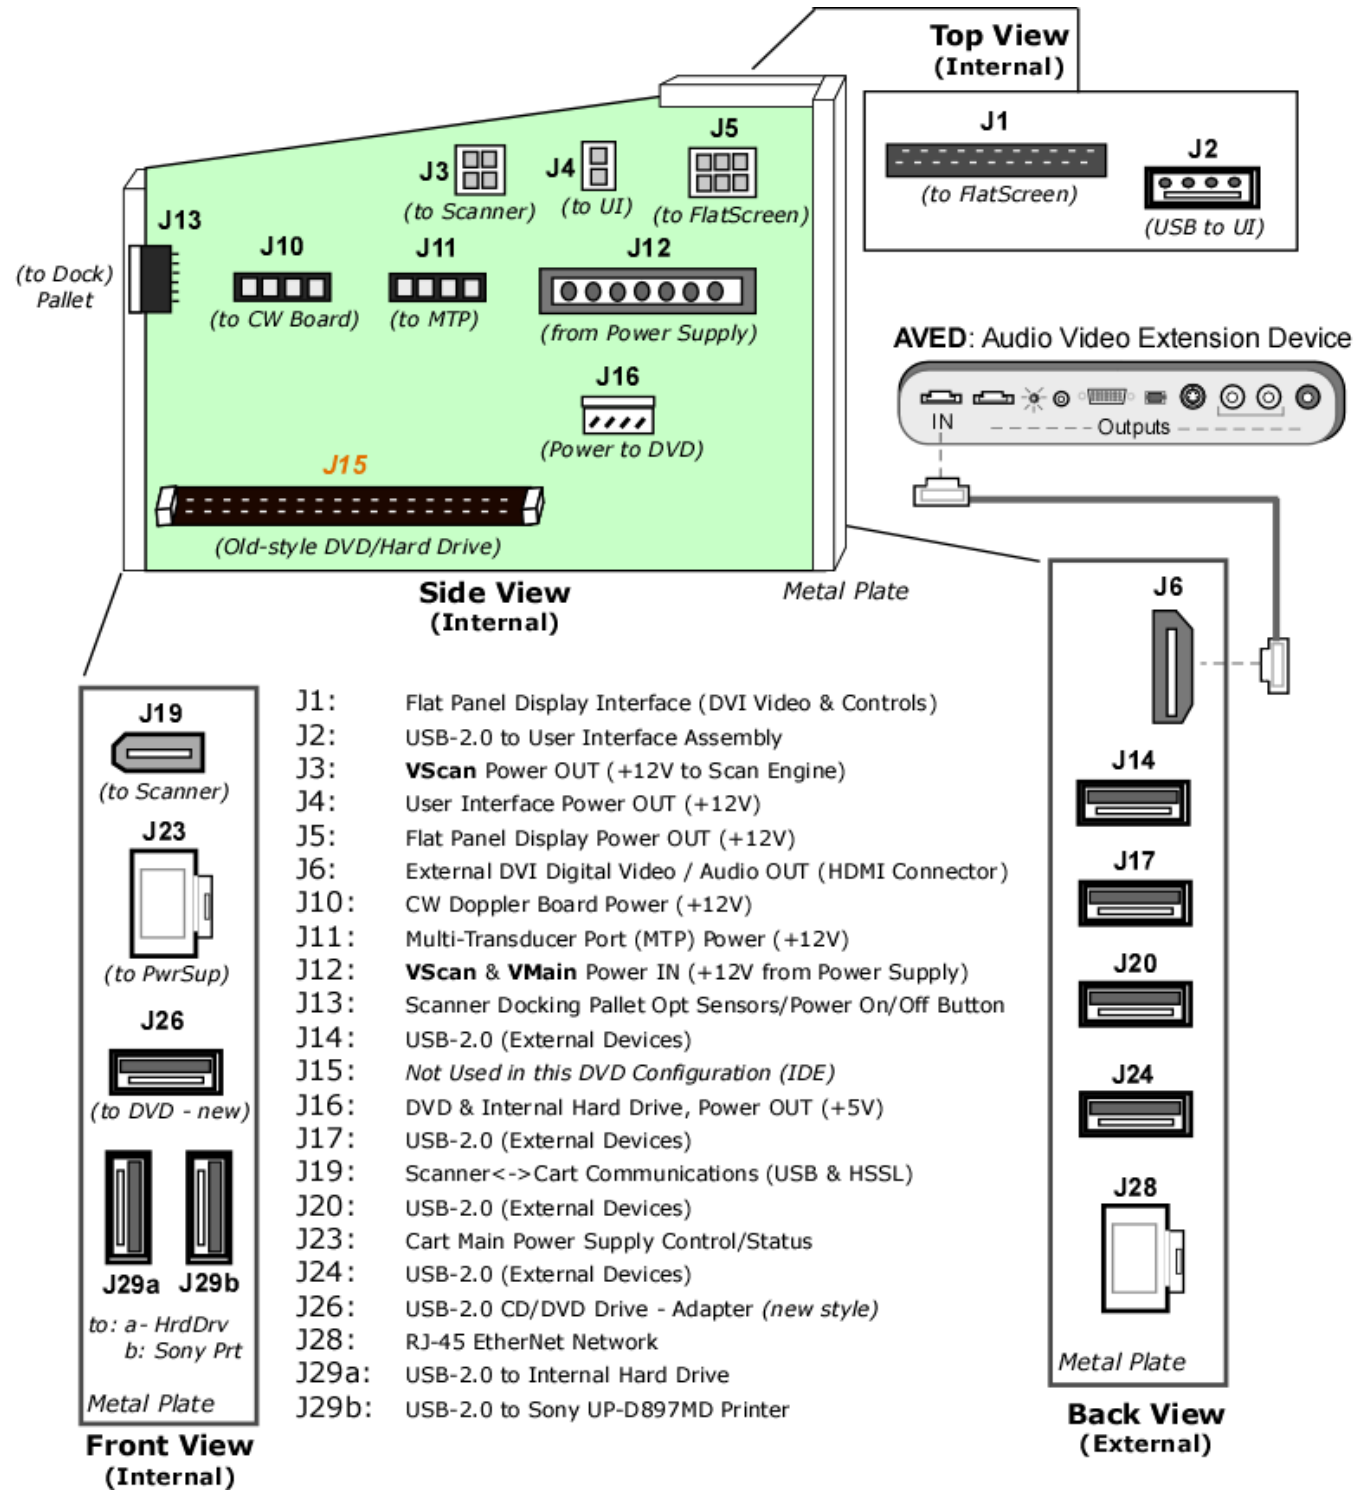 Top View
(Internal)
J1
(to FlatScreen)
J2
(USB to UI)
J3
(to Scanner)
J4
(to UI)
J5
(to FlatScreen)
J13
(to Dock)
Pallet
J10
(to CW Board)
J11
(to MTP)
J12
(from Power Supply)
J16
(Power to DVD)
J15
(Old-style DVD/Hard Drive)
Side View
(Internal)
Metal Plate
AVED: Audio Video Extension Device
IN
Outputs
J19
(to Scanner)
J23
(to PwrSup)
J26
(to DVD - new)
J29a J29b
to: a- HrdDrv
b: Sony Prt
Metal Plate
Front View
(Internal)
J1: Flat Panel Display Interface (DVI Video & Controls)
J2: USB-2.0 to User Interface Assembly
J3: VScan Power OUT (+12V to Scan Engine)
J4: User Interface Power OUT (+12V)
J5: Flat Panel Display Power OUT (+12V)
J6: External DVI Digital Video / Audio OUT (HDMI Connector)
J10: CW Doppler Board Power (+12V)
J11: Multi-Transducer Port (MTP) Power (+12V)
J12: VScan & VMain Power IN (+12V from Power Supply)
J13: Scanner Docking Pallet Opt Sensors/Power On/Off Button
J14: USB-2.0 (External Devices)
J15: Not Used in this DVD Configuration (IDE)
J16: DVD & Internal Hard Drive, Power OUT (+5V)
J17: USB-2.0 (External Devices)
J19: Scanner<->Cart Communications (USB & HSSL)
J20: USB-2.0 (External Devices)
J23: Cart Main Power Supply Control/Status
J24: USB-2.0 (External Devices)
J26: USB-2.0 CD/DVD Drive - Adapter (new style)
J28: RJ-45 EtherNet Network
J29a: USB-2.0 to Internal Hard Drive
J29b: USB-2.0 to Sony UP-D897MD Printer
J6
J14
J17
J20
J24
J28
Metal Plate
Back View
(External)